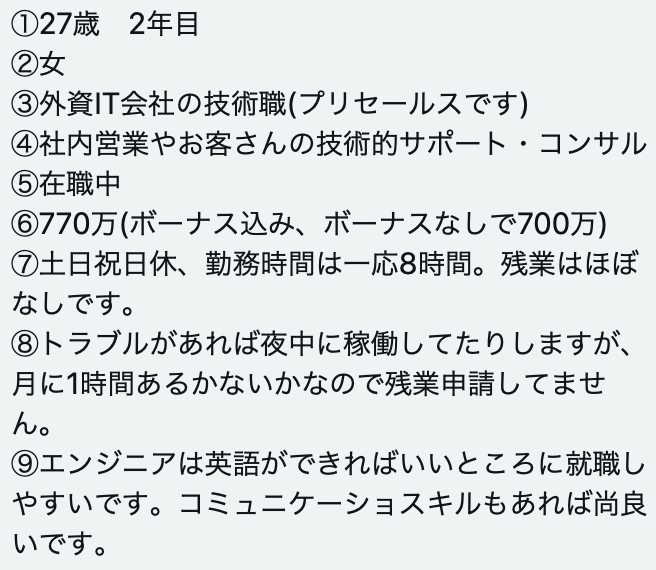 ①27歳　2年目
②女
③外資IT会社の技術職(プリセールスです)
④社内営業やお客さんの技術的サポート・コンサル
⑤在職中
⑥770万(ボーナス込み、ボーナスなしで700万)
⑦土日祝日休、勤務時間は一応8時間。残業はほぼ
なしです。
⑧トラブルがあれば夜中に稼働してたりしますが、
月に1時間あるかないかなので残業申請してませ
ん。
⑨エンジニアは英語ができればいいところに就職し
やすいです。コミュニケーショスキルもあれば尚良
いです。